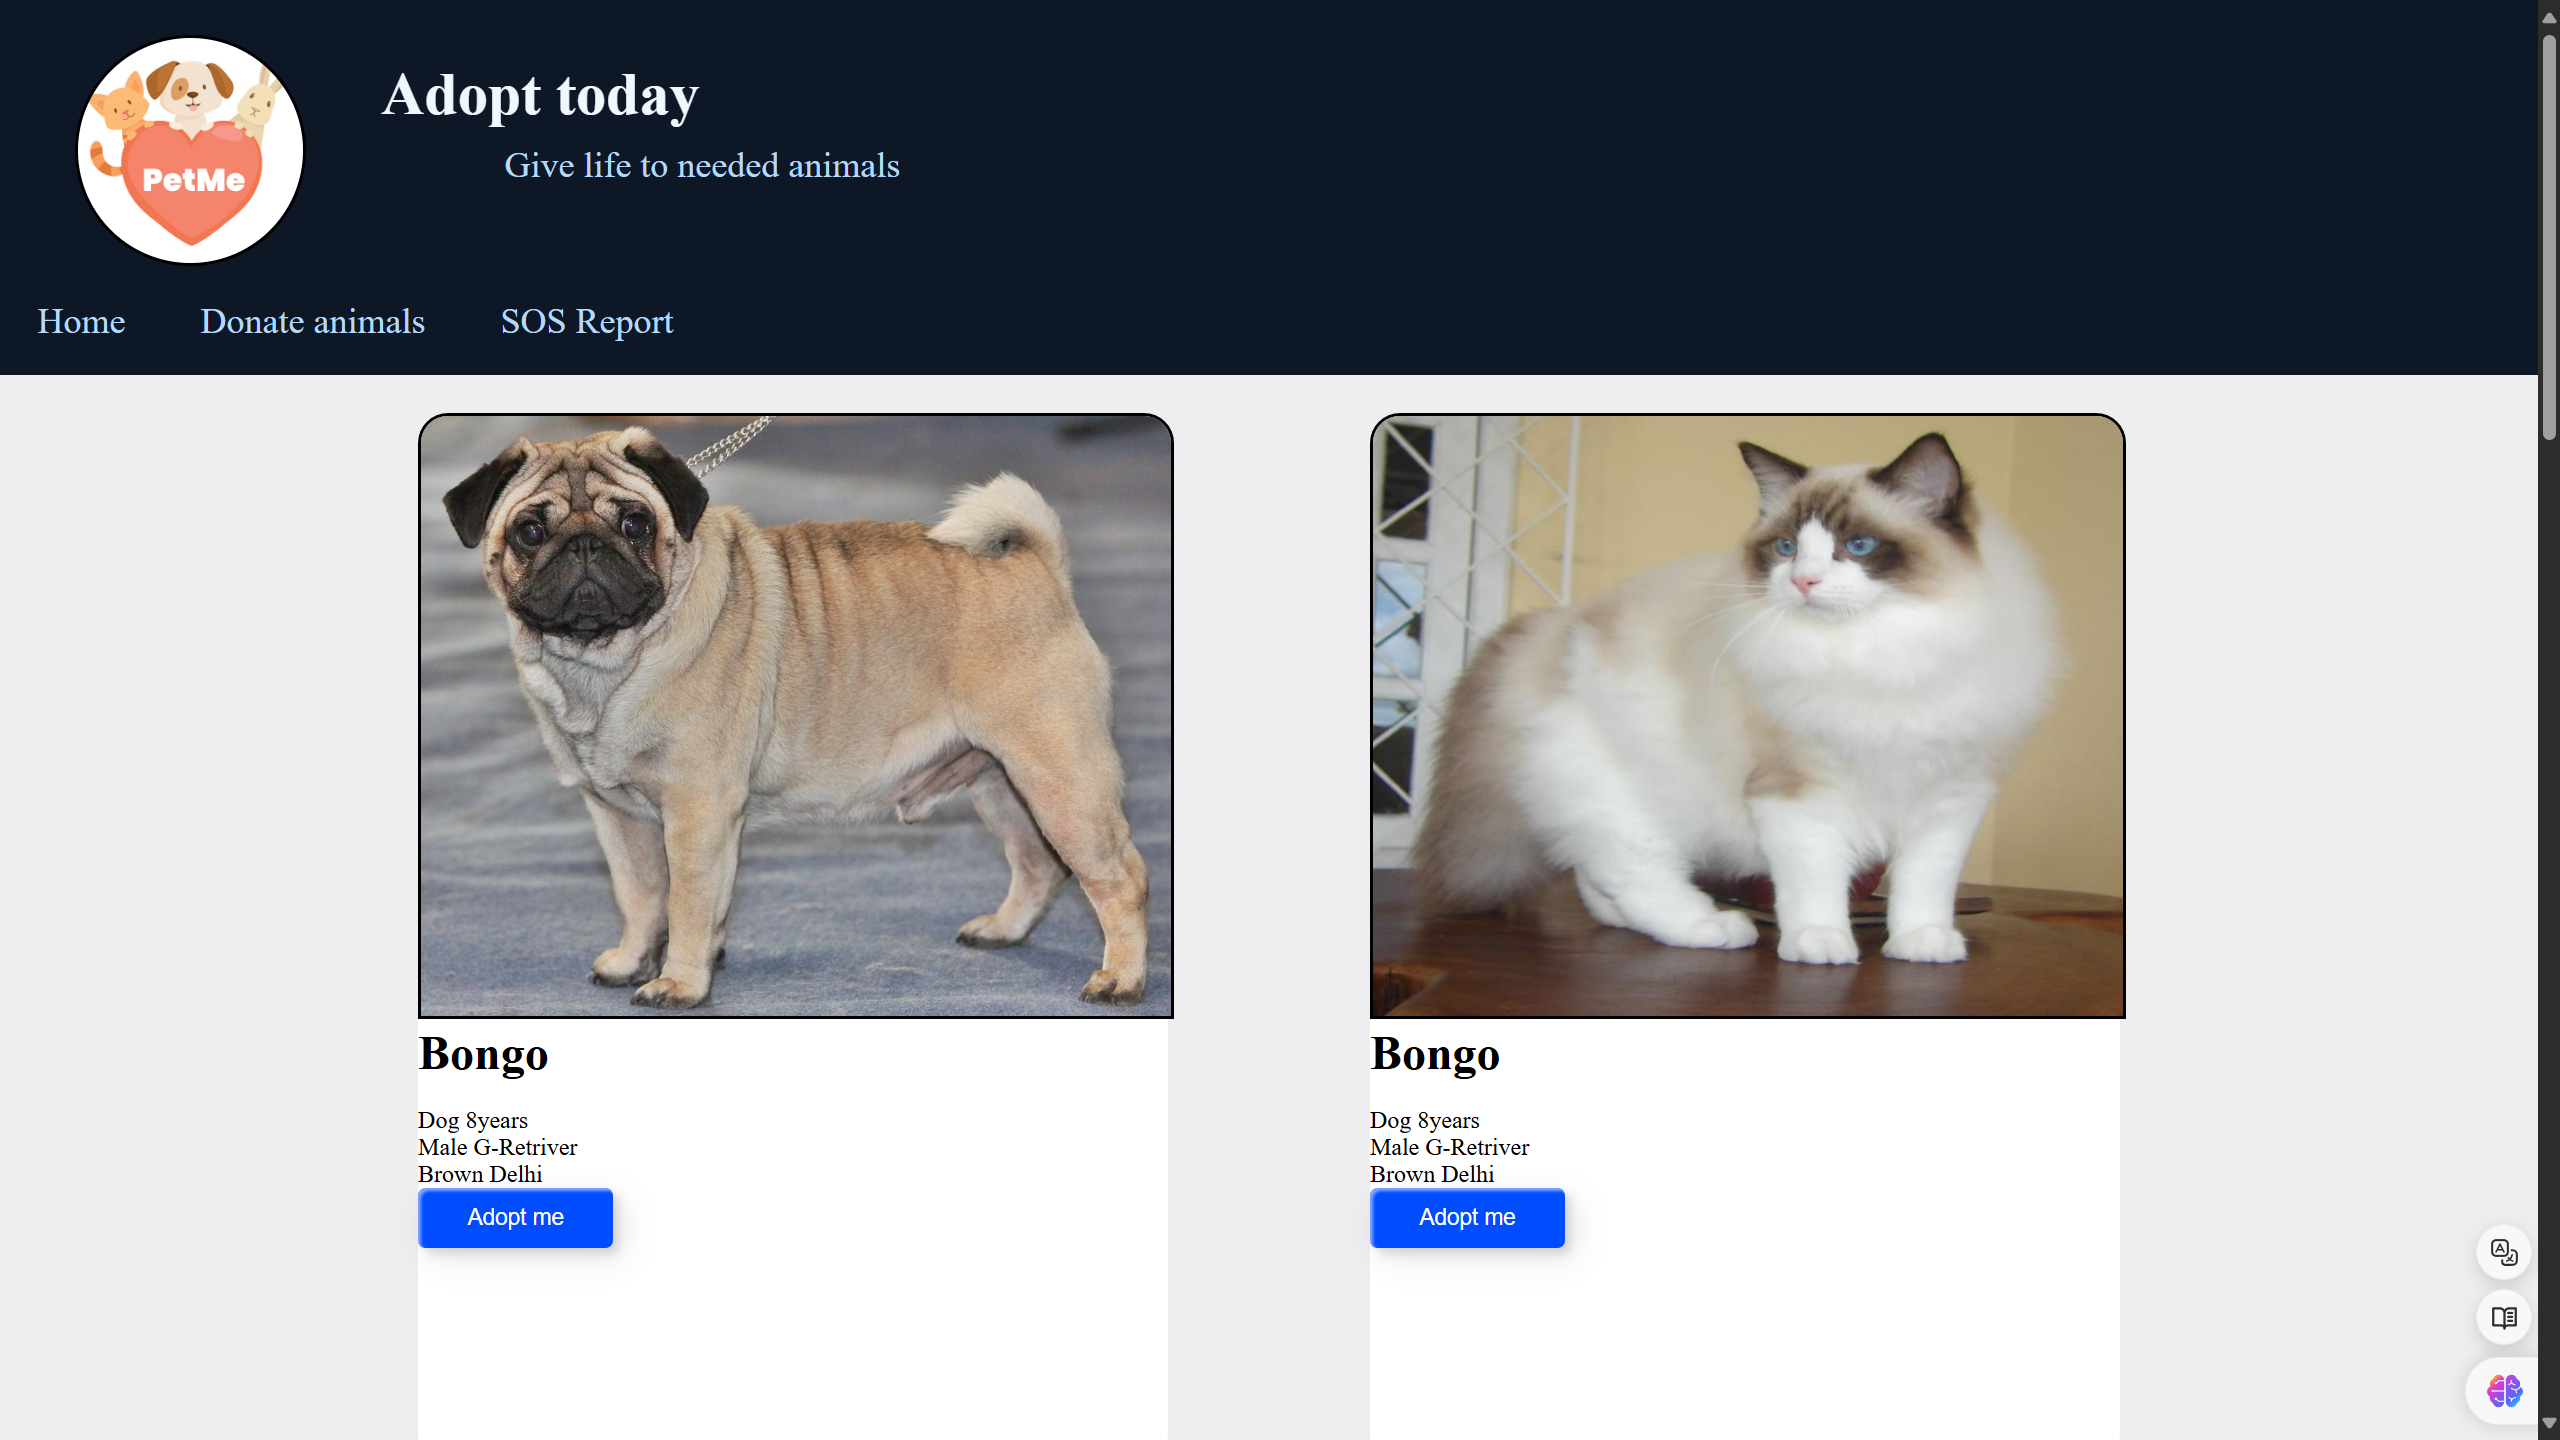 PetMe
Adopt today
Give life to needed animals
Home Donate animals SOS Report
Bongo
Dog 8years
Male G-Retriver
Brown Delhi
Adopt me
Bongo
Dog 8years
Male G-Retriver
Brown Delhi
Adopt me